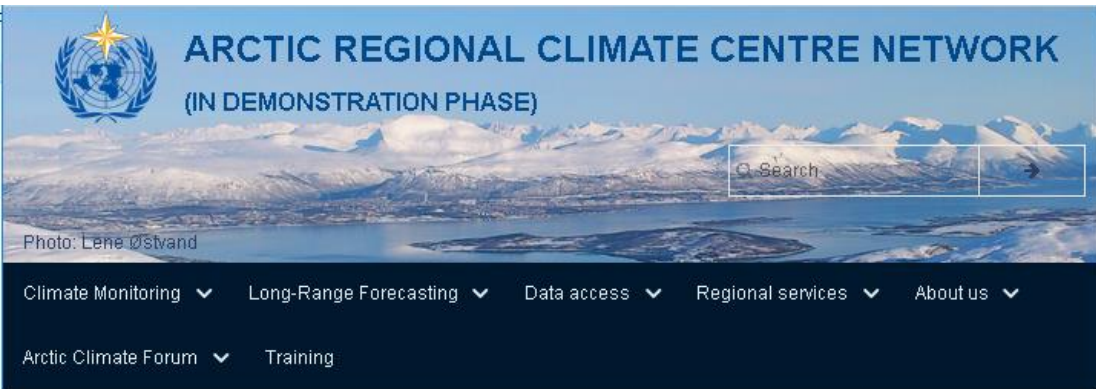 ARCTIC REGIONAL CLIMATE CENTRE NETWORK
(IN DEMONSTRATION PHASE)
Search
Photo: Lene Østvand
Climate Monitoring Long-Range Forecasting Data access Regional services About us
Arctic Climate Forum Training